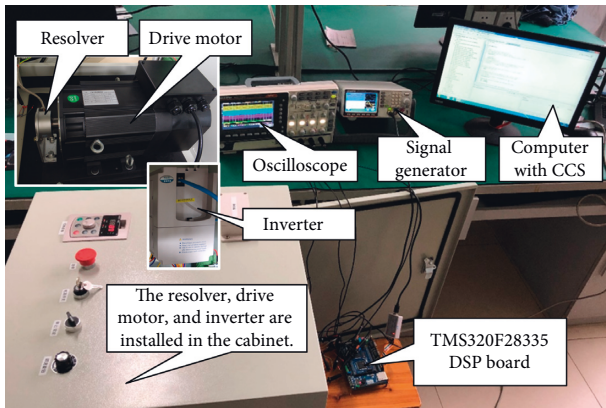 Resolver
Drive motor
Oscilloscope
Signal
generator
Computer
with CCS
Inverter
The resolver, drive
motor, and inverter are
installed in the cabinet.
TMS320F28335
DSP board